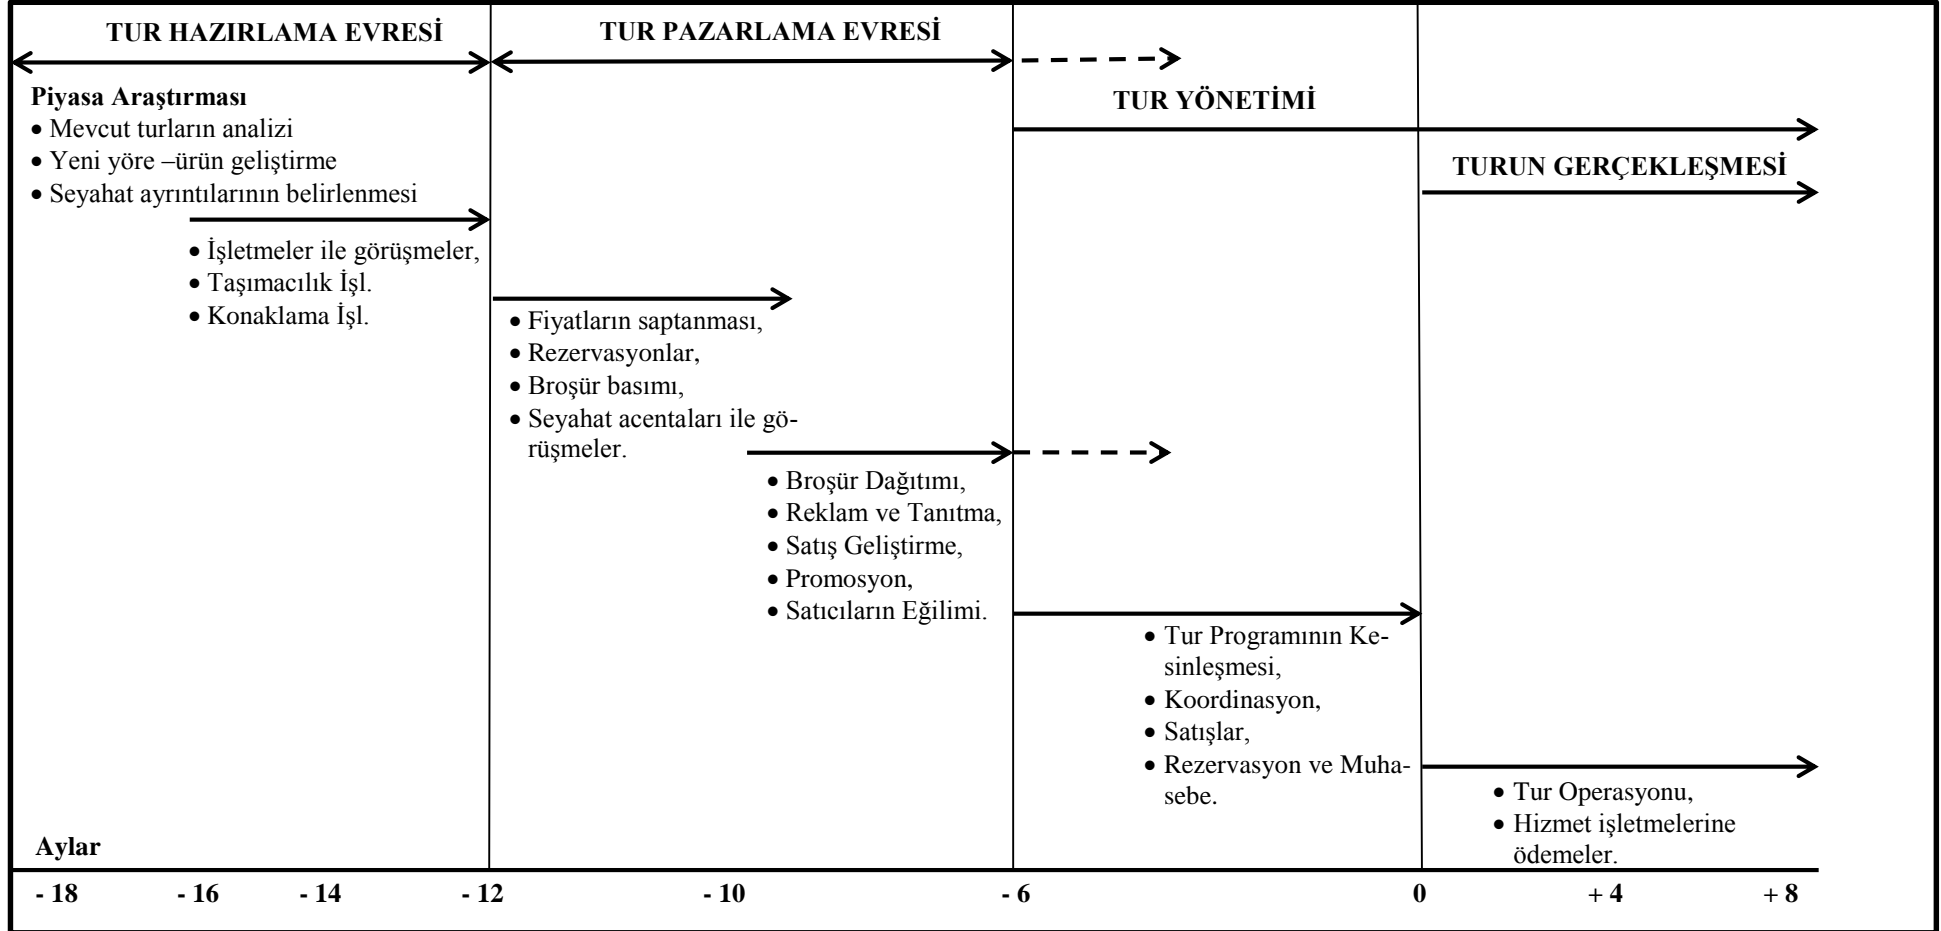 TUR HAZIRLAMA EVRESİ
TUR PAZARLAMA EVRESİ
Piyasa Araştırması
• Mevcut turların analizi
• Yeni yöre –ürün geliştirme
• Seyahat ayrıntılarının belirlenmesi
TUR YÖNETİMİ
TURUN GERÇEKLEŞMESİ
• İşletmeler ile görüşmeler,
• Taşımacılık İşl.
• Konaklama İşl.
• Fiyatların saptanması,
• Rezervasyonlar,
• Broşür basımı,
• Seyahat acentaları ile gö-
rüşmeler.
• Broşür Dağıtımı,
• Reklam ve Tanıtma,
• Satış Geliştirme,
• Promosyon,
• Satıcıların Eğilimi.
• Tur Programının Ke-
sinleşmesi,
• Koordinasyon,
• Satışlar,
• Rezervasyon ve Muha-
sebe.
• Tur Operasyonu,
• Hizmet işletmelerine
ödemeler.
Aylar
- 18 - 16 - 14 - 12 - 10 - 6 0 + 4 + 8